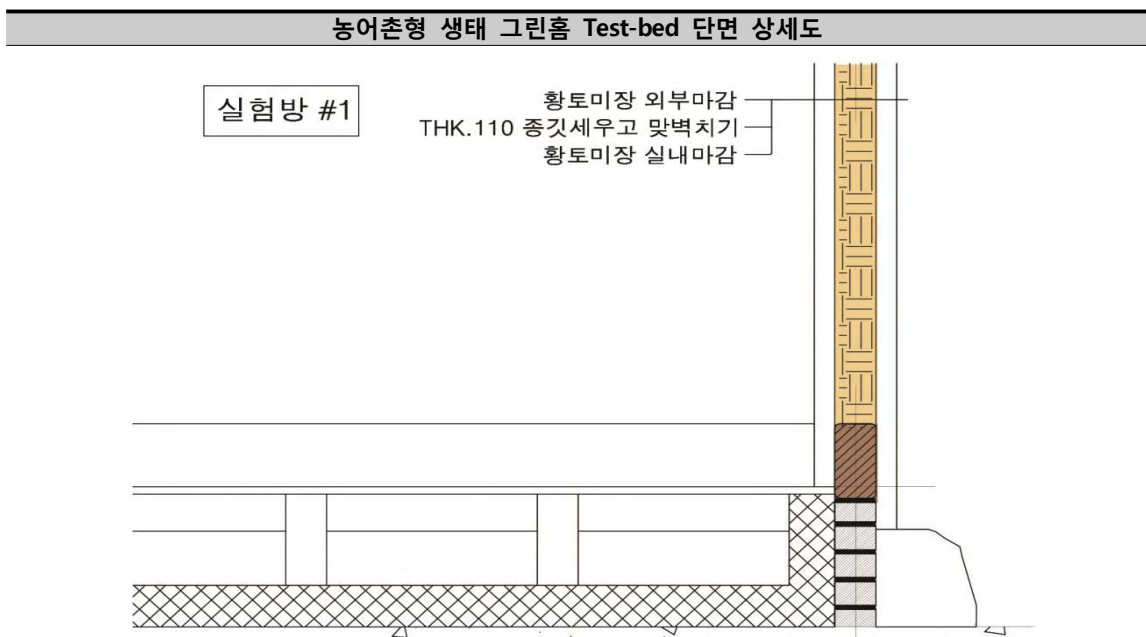 농어촌형 생태 그린홈 Test-bed 단면 상세도
실험방 #1
황토미장 외부마감
THK.110 종깃세우고 맞벽치기
황토미장 실내마감